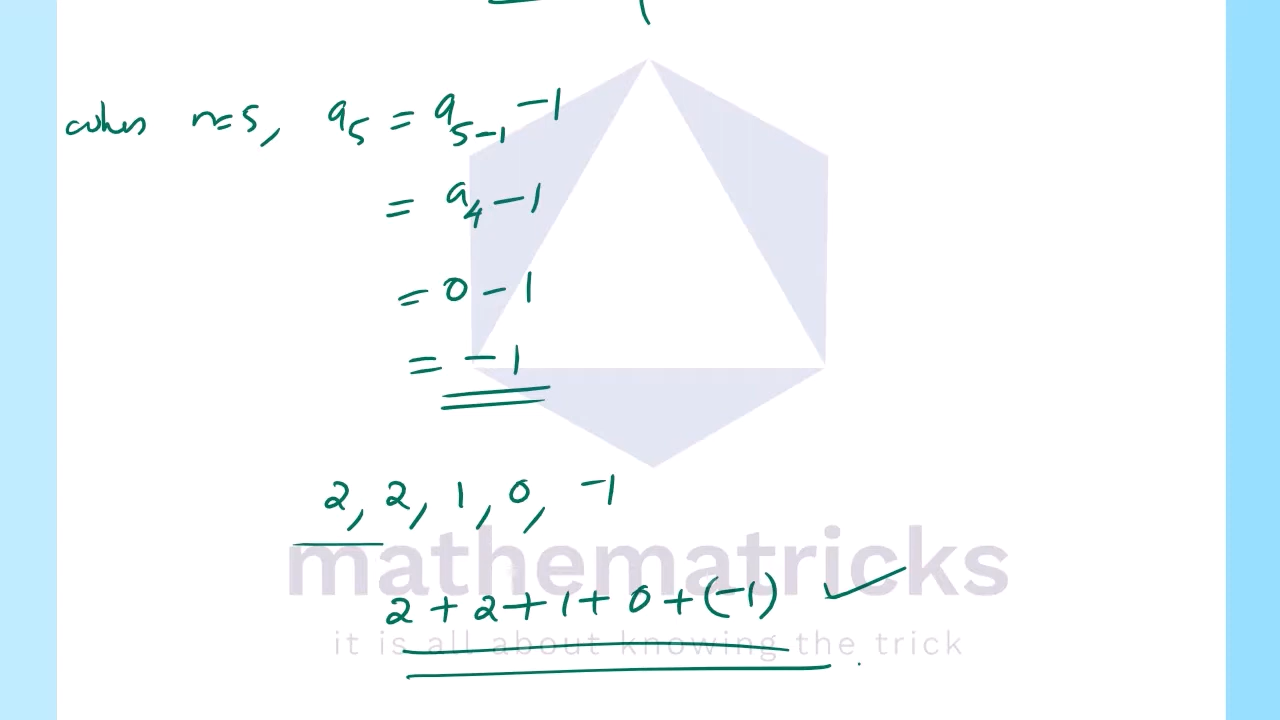 when n=5, a₅ = a₅₋₁ -1
= a₄ -1
= 0 - 1
= -1
2, 2, 1, 0, -1
mathematricks
2 + 2 + 1 + 0 + (-1) ✓
it is all about knowing the trick